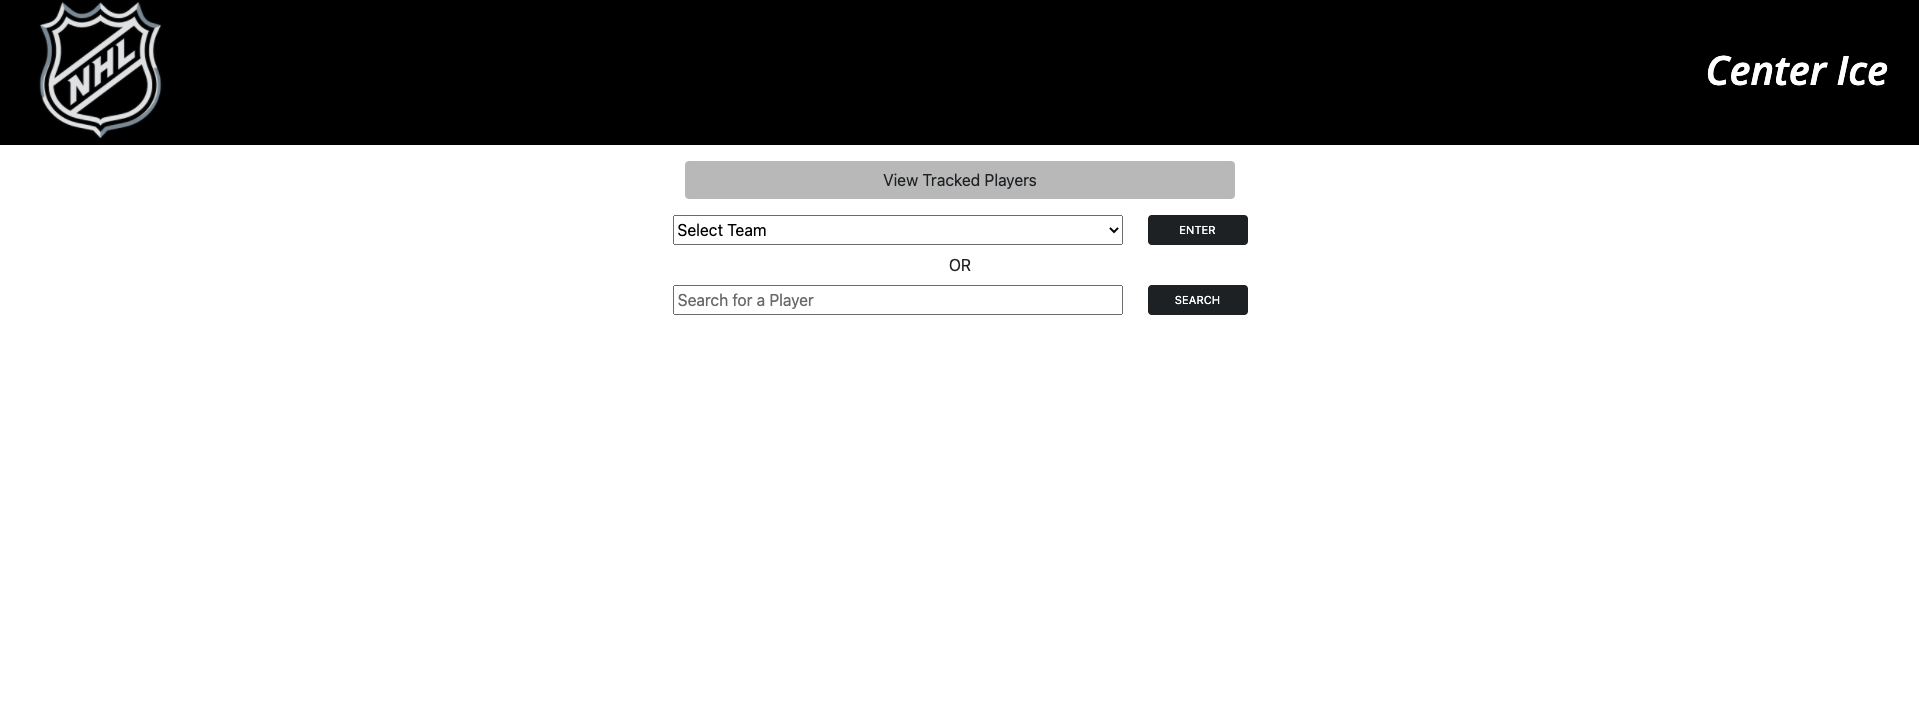 NHL
Center Ice
View Tracked Players
Select Team
ENTER
OR
Search for a Player
SEARCH